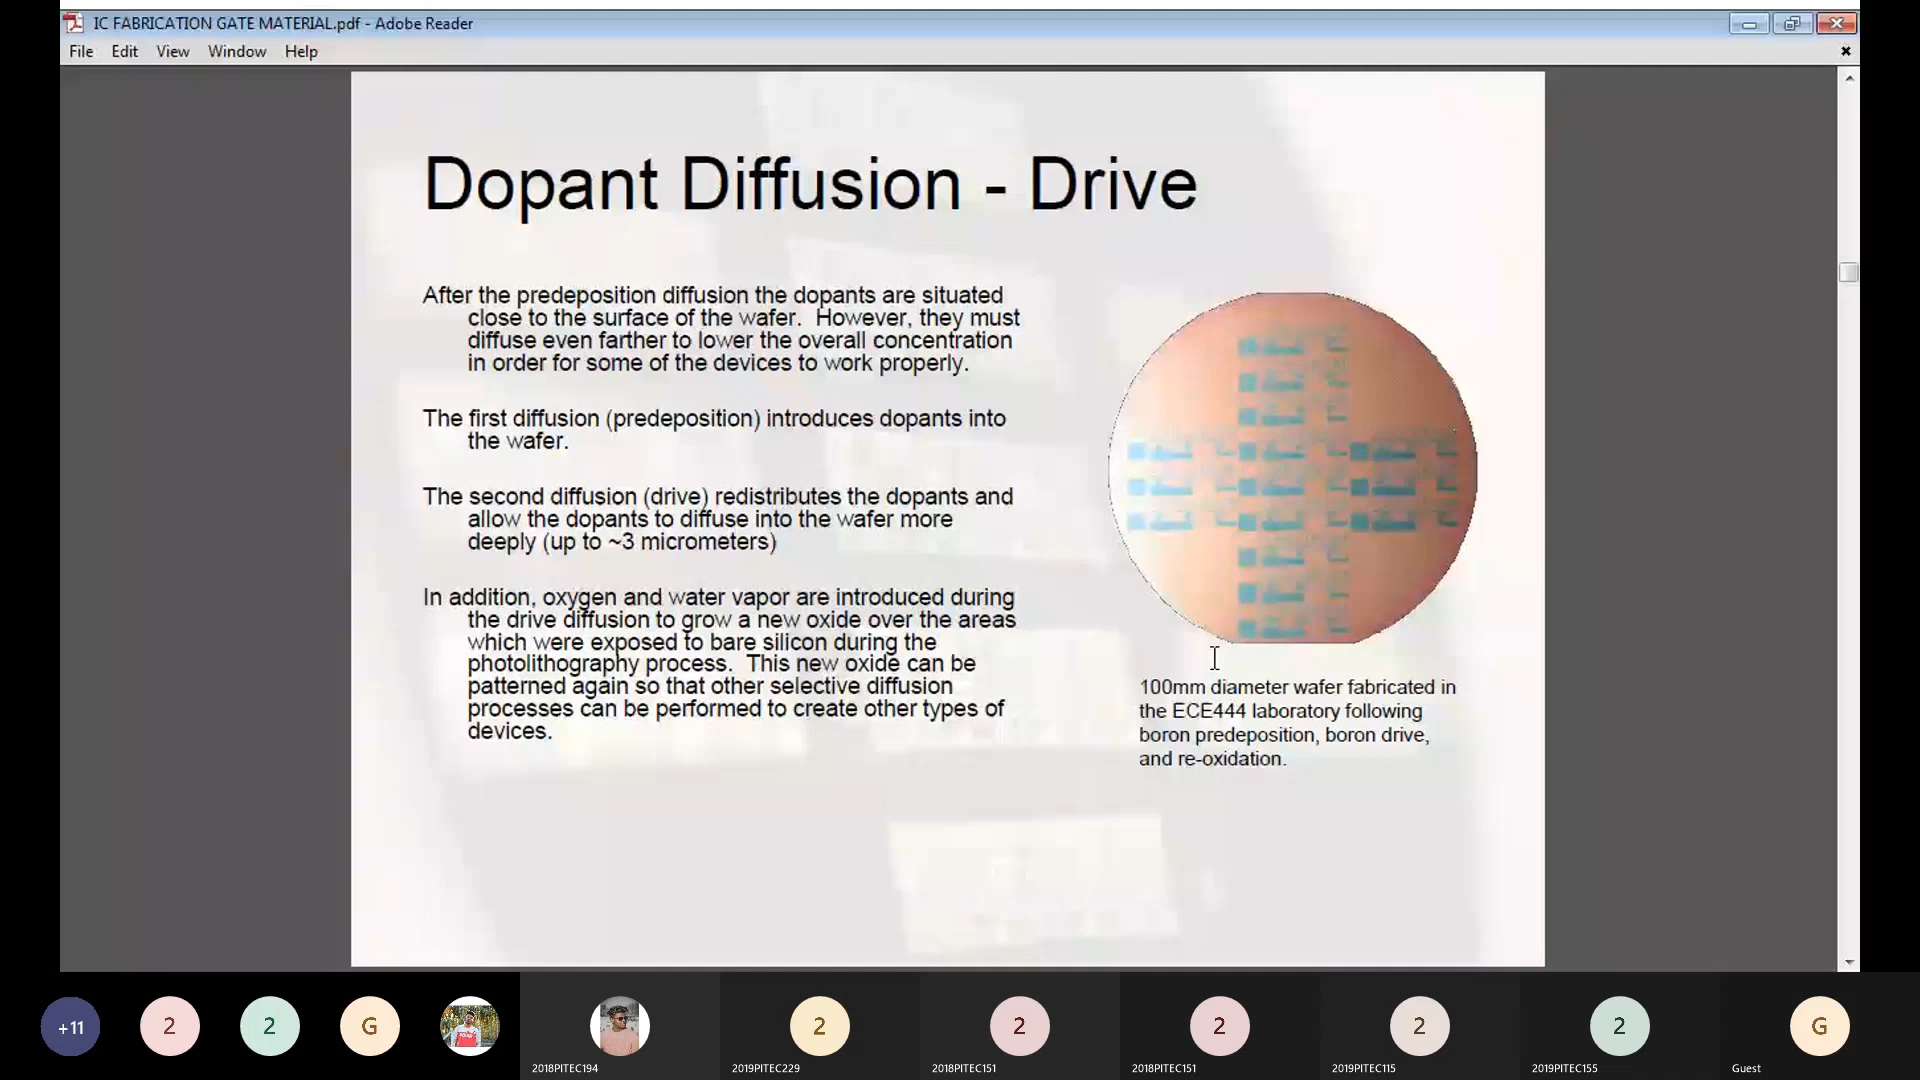 IC FABRICATION GATE MATERIAL.pdf - Adobe Reader
File Edit View Window Help
Dopant Diffusion - Drive
After the predeposition diffusion the dopants are situated
close to the surface of the wafer. However, they must
diffuse even farther to lower the overall concentration
in order for some of the devices to work properly.
The first diffusion (predeposition) introduces dopants into
the wafer.
The second diffusion (drive) redistributes the dopants and
allow the dopants to diffuse into the wafer more
deeply (up to ~3 micrometers)
In addition, oxygen and water vapor are introduced during
the drive diffusion to grow a new oxide over the areas
which were exposed to bare silicon during the
photolithography process. This new oxide can be
patterned again so that other selective diffusion
processes can be performed to create other types of
devices.
100mm diameter wafer fabricated in
the ECE444 laboratory following
boron predeposition, boron drive,
and re-oxidation.
+11 2 2 G 2 2 2 2 2 G
2018PITEC194 2019PITEC229 2018PITEC151 2018PITEC151 2019PITEC115 2019PITEC155 Guest